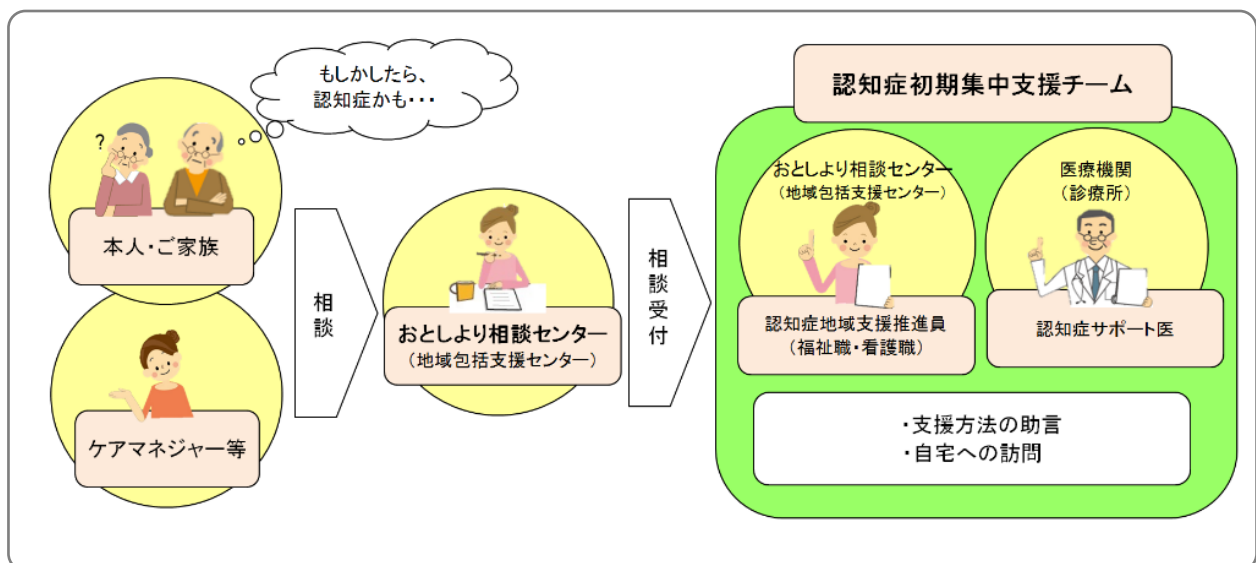 もしかしたら、
認知症かも・・・
?
本人・ご家族
ケアマネジャー等
相談
おとしより相談センター
(地域包括支援センター)
相談受付
認知症初期集中支援チーム
おとしより相談センター
(地域包括支援センター)
認知症地域支援推進員
(福祉職・看護職)
医療機関
(診療所)
認知症サポート医
・支援方法の助言
・自宅への訪問